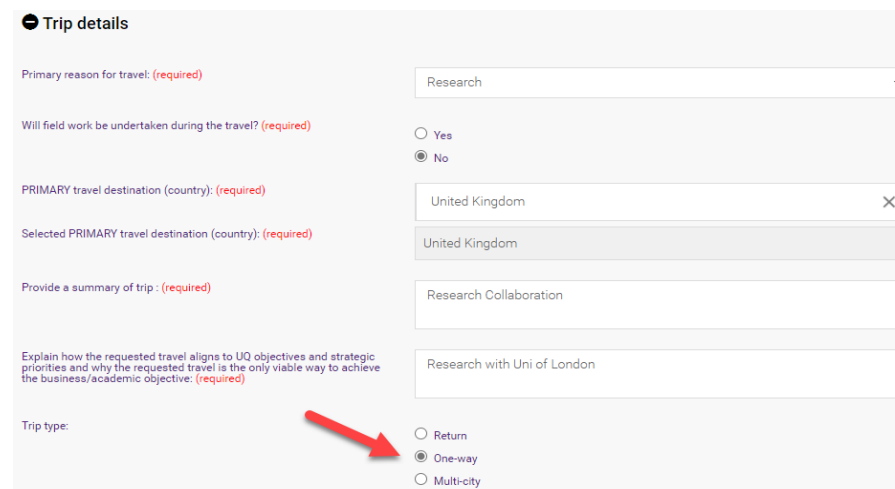 Trip details
Primary reason for travel: (required)
Research
Will field work be undertaken during the travel? (required)
Yes
No
PRIMARY travel destination (country): (required)
United Kingdom
Selected PRIMARY travel destination (country): (required)
United Kingdom
Provide a summary of trip : (required)
Research Collaboration
Explain how the requested travel aligns to UQ objectives and strategic
priorities and why the requested travel is the only viable way to achieve
the business/academic objective: (required)
Research with Uni of London
Trip type:
Return
One-way
Multi-city